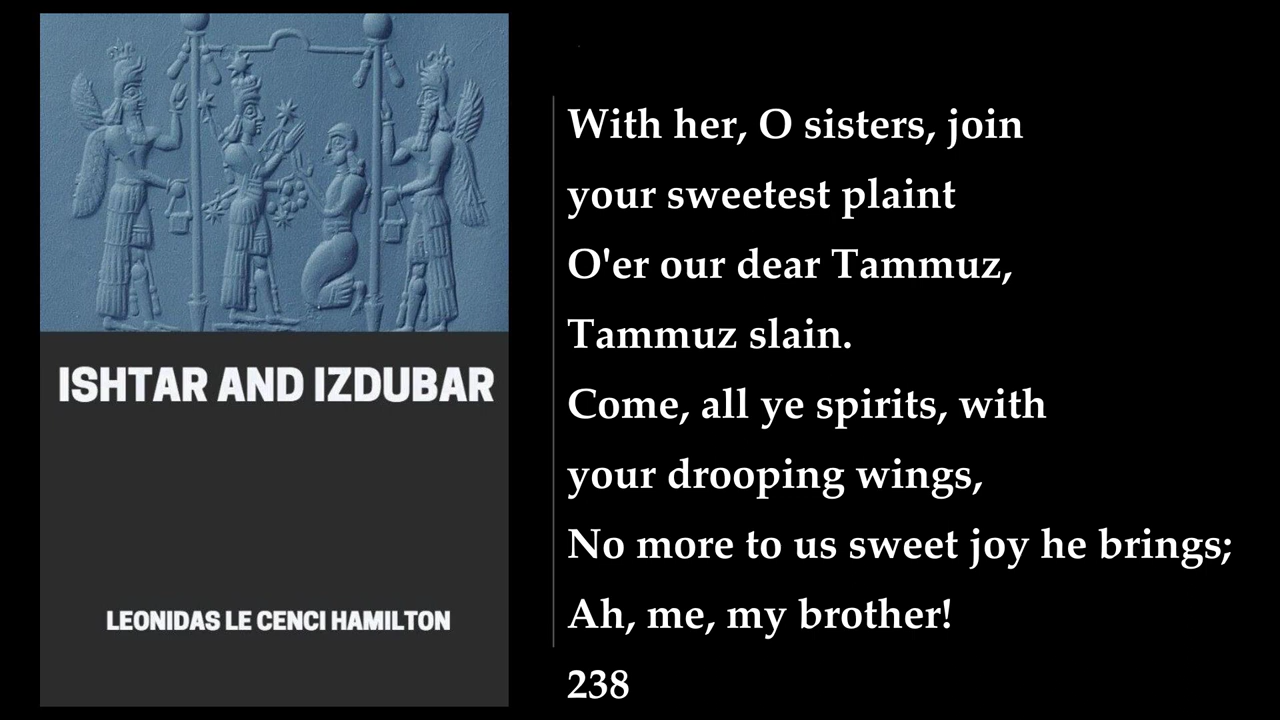 ISHTAR AND IZDUBAR
LEONIDAS LE CENCI HAMILTON
With her, O sisters, join
your sweetest plaint
O'er our dear Tammuz,
Tammuz slain.
Come, all ye spirits, with
your drooping wings,
No more to us sweet joy he brings;
Ah, me, my brother!
238